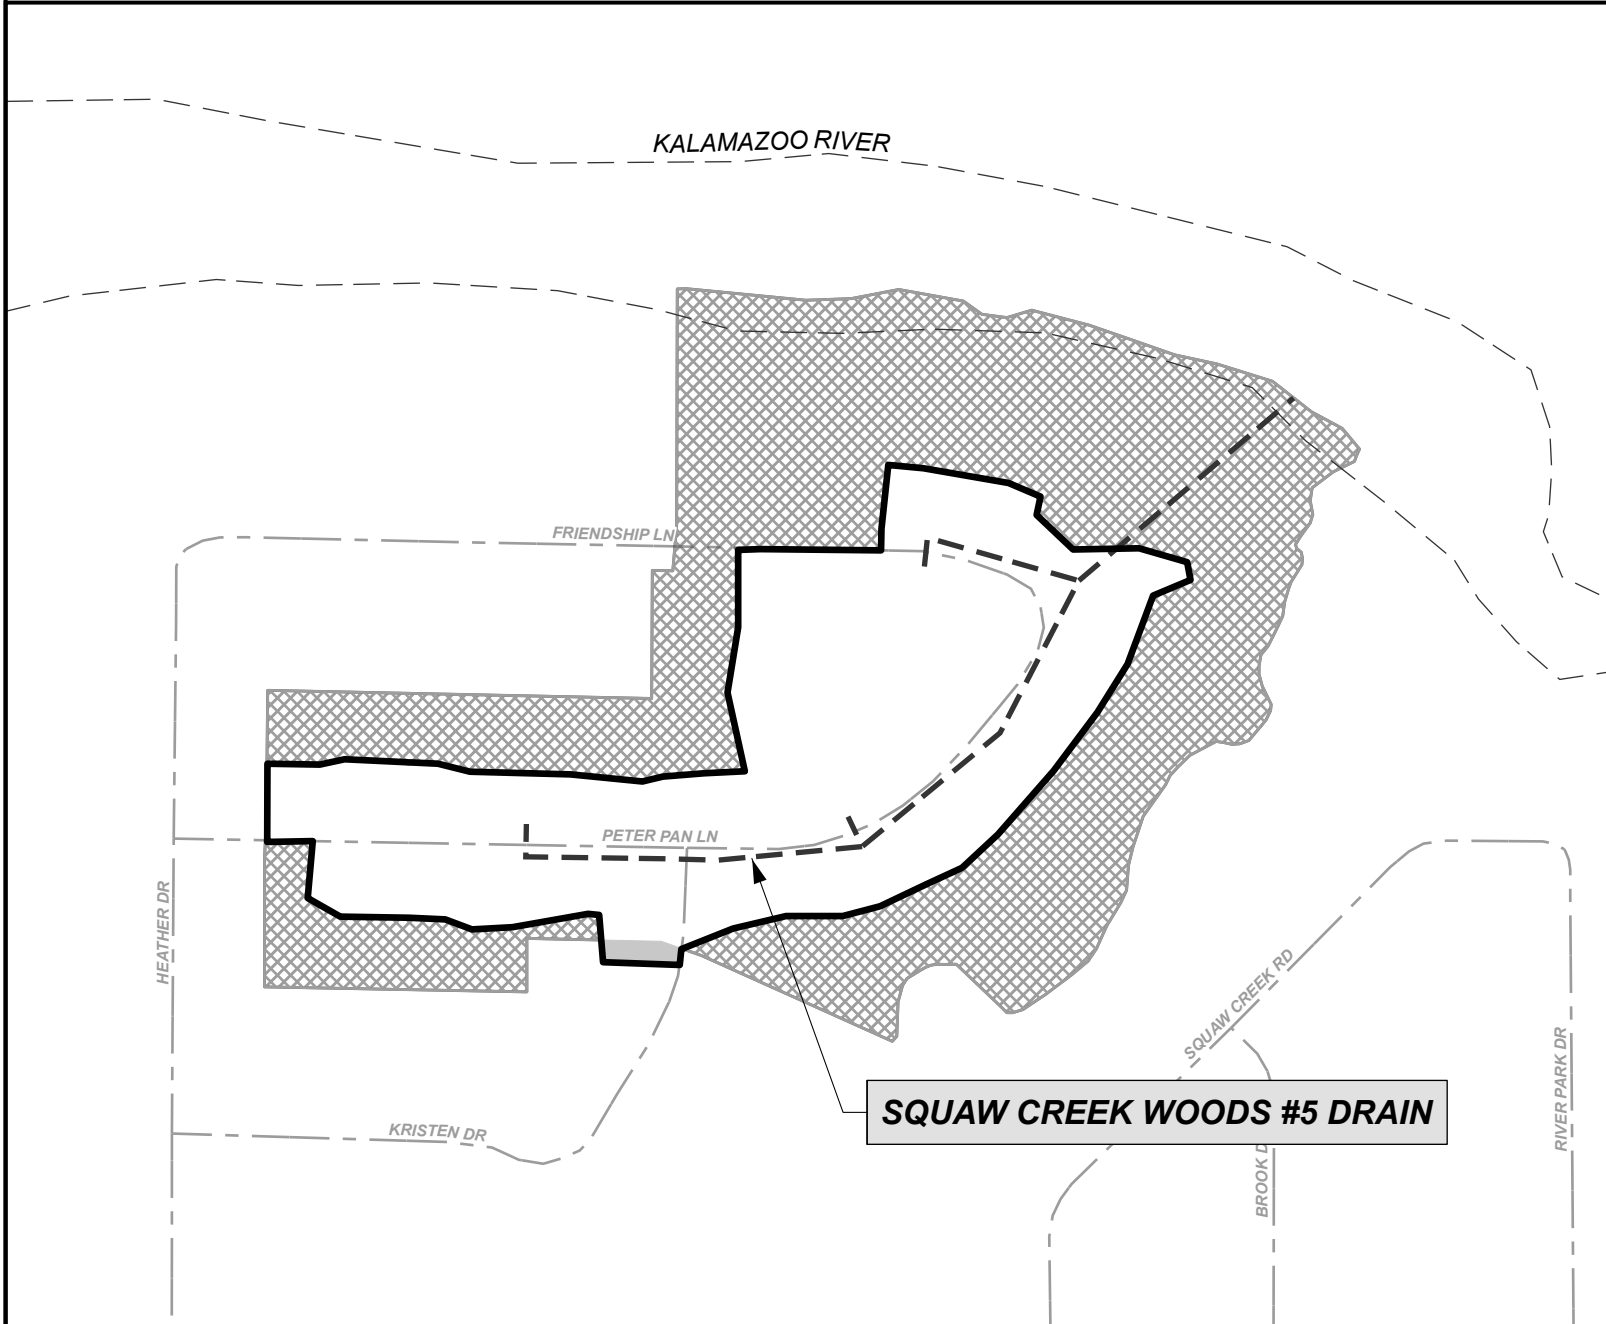 KALAMAZOO RIVER
FRIENDSHIP LN
PETER PAN LN
HEATHER DR
SQUAW CREEK RD
RIVER PARK DR
SQUAW CREEK WOODS #5 DRAIN
KRISTEN DR
BROOK